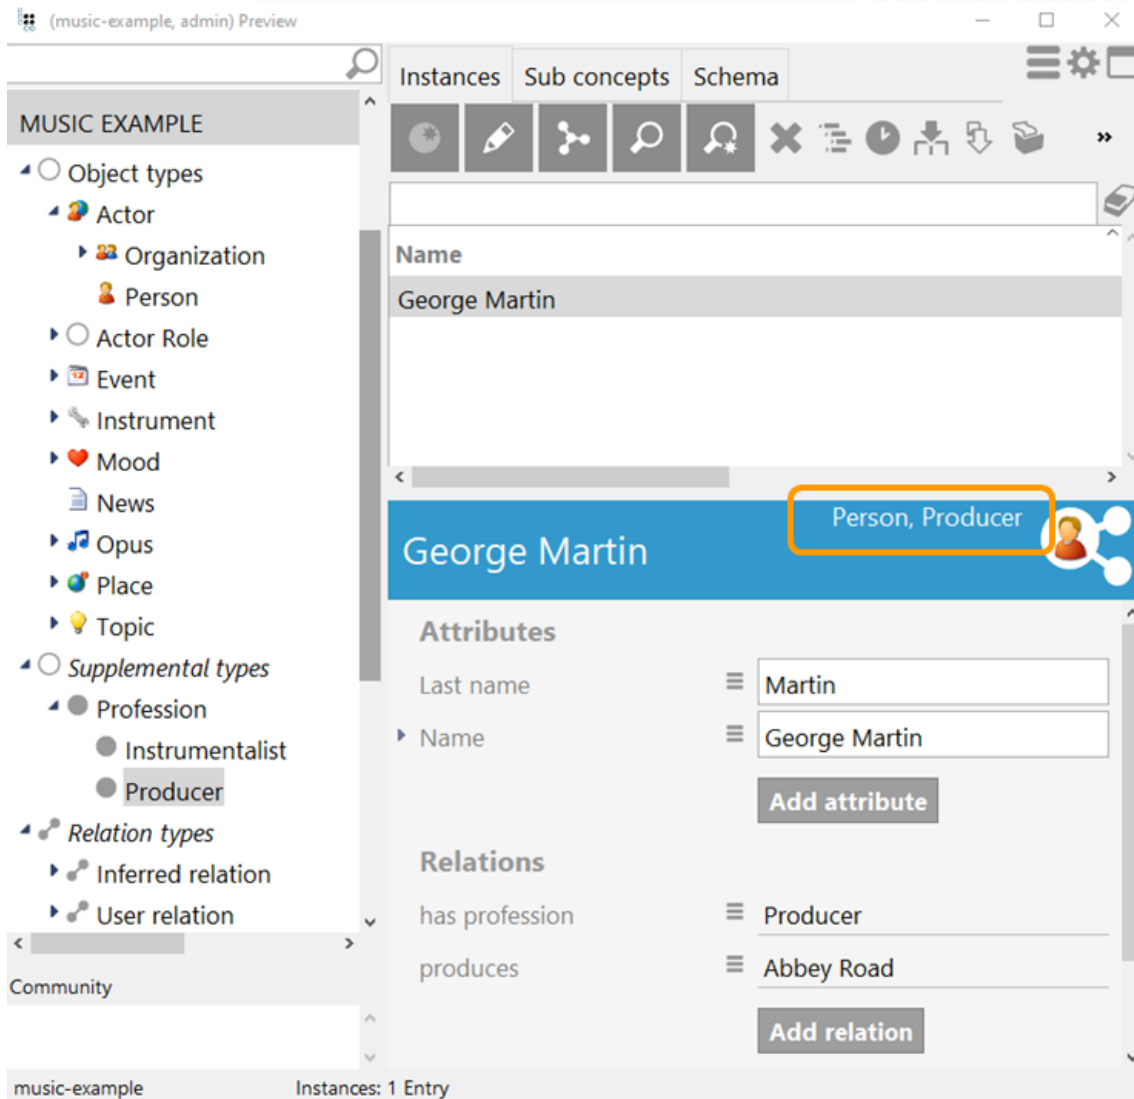 (music-example, admin) Preview
MUSIC EXAMPLE
Object types
Actor
Organization
Person
Actor Role
Event
Instrument
Mood
News
Opus
Place
Topic
Supplemental types
Profession
Instrumentalist
Producer
Relation types
Inferred relation
User relation
Community
Instances Sub concepts Schema
Name
George Martin
Person, Producer
George Martin
Attributes
Last name Martin
Name George Martin
Add attribute
Relations
has profession Producer
produces Abbey Road
Add relation
music-example Instances: 1 Entry